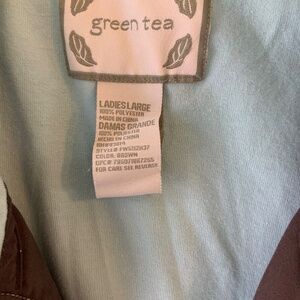 green tea
LADIES LARGE
100% POLYESTER
MADE IN CHINA
DAMAS GRANDE
100% POLYESTER
HECHO EN CHINA
COLOR: BROWN
FOR CARE SEE REVERSE